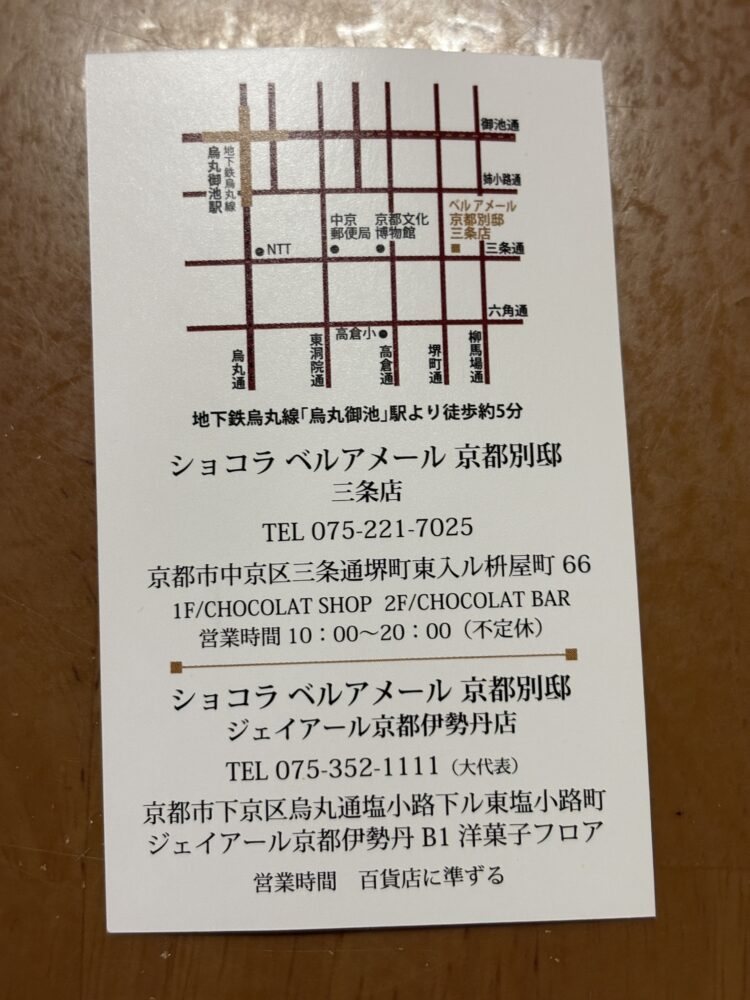 御池通
地下鉄烏丸線
烏丸御池駅
姉小路通
ベル アメール
京都別邸
三条店
中京
郵便局
京都文化
博物館
NTT
三条通
六角通
高倉小
烏丸通
東洞院通
高倉通
堺町通
柳馬場通
地下鉄烏丸線「烏丸御池」駅より徒歩約5分
ショコラ ベルアメール 京都別邸
三条店
TEL 075-221-7025
京都市中京区三条通堺町東入ル枡屋町 66
1F/CHOCOLAT SHOP 2F/CHOCOLAT BAR
営業時間 10：00～20：00（不定休）
ショコラ ベルアメール 京都別邸
ジェイアール京都伊勢丹店
TEL 075-352-1111（大代表）
京都市下京区烏丸通塩小路下ル東塩小路町
ジェイアール京都伊勢丹 B1 洋菓子フロア
営業時間　百貨店に準ずる